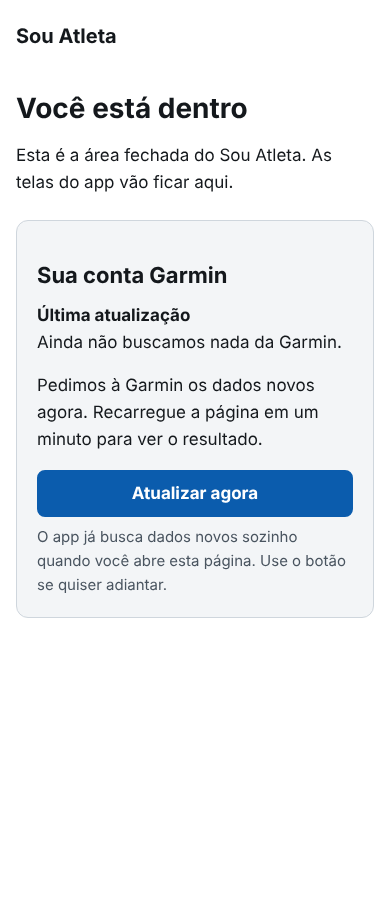 Sou Atleta
Você está dentro
Esta é a área fechada do Sou Atleta. As
telas do app vão ficar aqui.
Sua conta Garmin
Última atualização
Ainda não buscamos nada da Garmin.
Pedimos à Garmin os dados novos
agora. Recarregue a página em um
minuto para ver o resultado.
Atualizar agora
O app já busca dados novos sozinho
quando você abre esta página. Use o botão
se quiser adiantar.